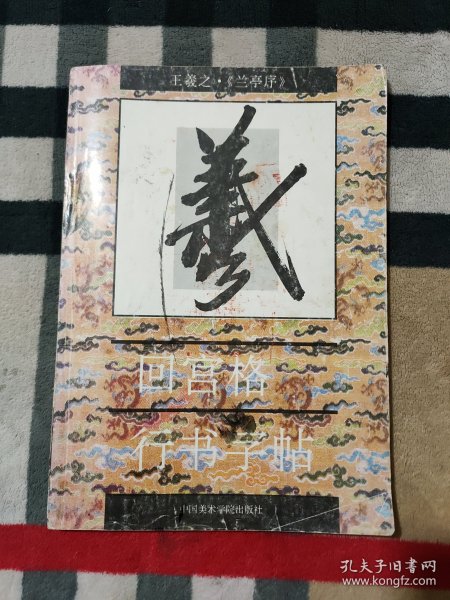 王羲之·《兰亭序》
羲
回宫格
行书字帖
中国美术学院出版社
孔夫子旧书网
www.kongfz.com